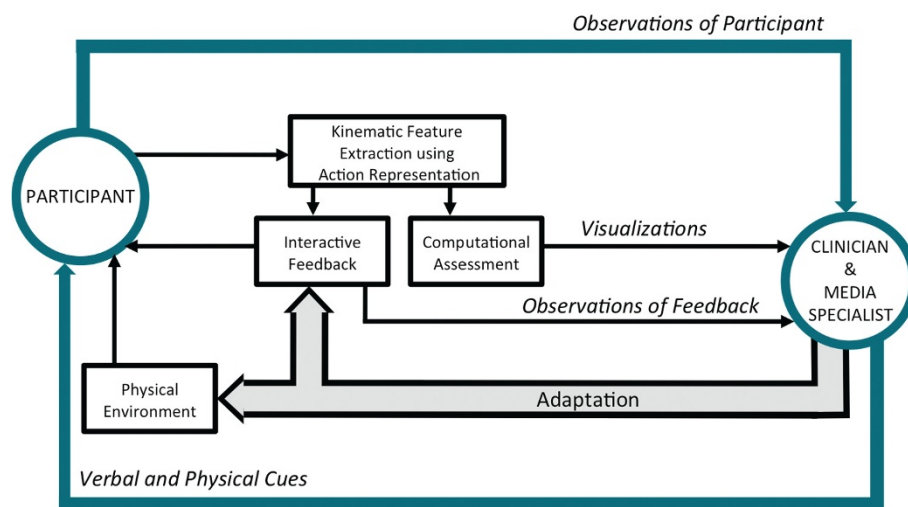 Observations of Participant
Kinematic Feature
Extraction using
Action Representation
PARTICIPANT
Interactive
Feedback
Computational
Assessment
Visualizations
CLINICIAN
&
MEDIA
SPECIALIST
Observations of Feedback
Physical
Environment
Adaptation
Verbal and Physical Cues